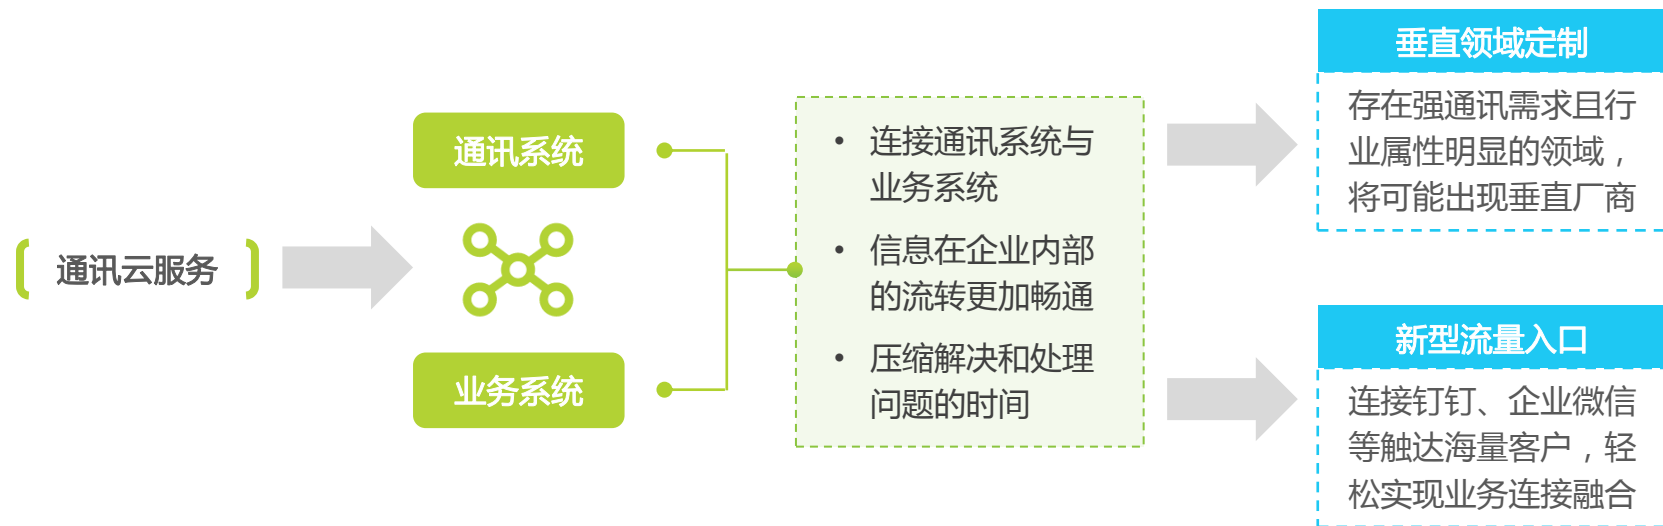 通讯云服务
通讯系统
业务系统
• 连接通讯系统与
业务系统
• 信息在企业内部
的流转更加畅通
• 压缩解决和处理
问题的时间
垂直领域定制
存在强通讯需求且行
业属性明显的领域，
将可能出现垂直厂商
新型流量入口
连接钉钉、企业微信
等触达海量客户，轻
松实现业务连接融合